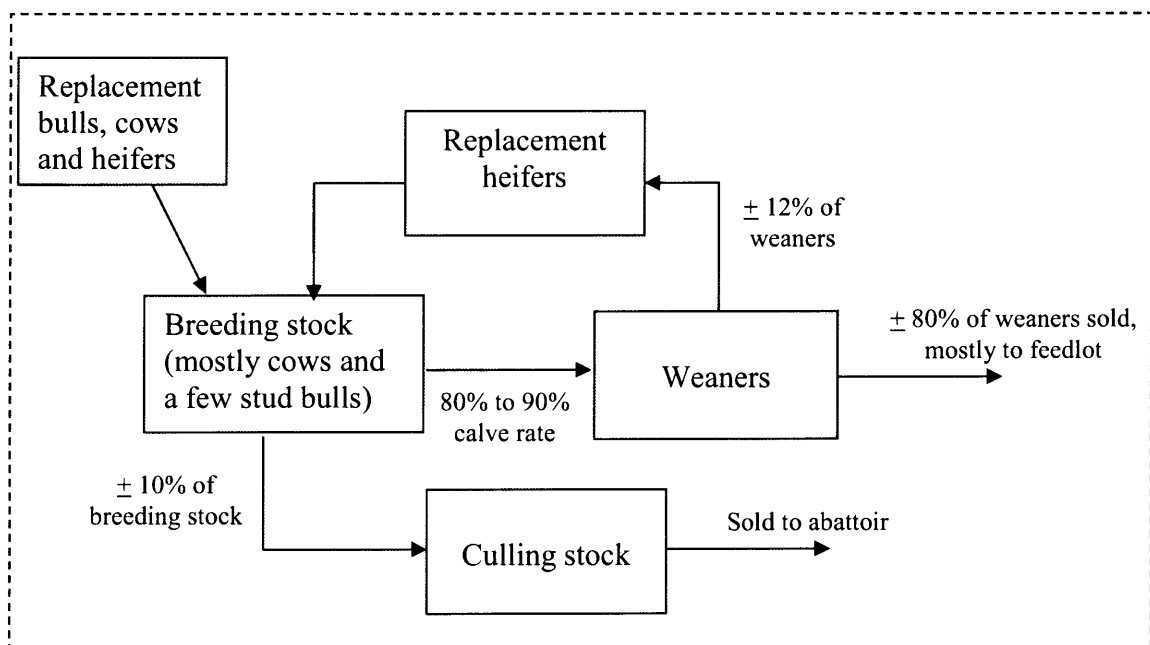 Replacement
bulls, cows
and heifers
Replacement
heifers
± 12% of
weaners
Breeding stock
(mostly cows and
a few stud bulls)
80% to 90%
calve rate
Weaners
± 80% of weaners sold,
mostly to feedlot
± 10% of
breeding stock
Culling stock
Sold to abattoir